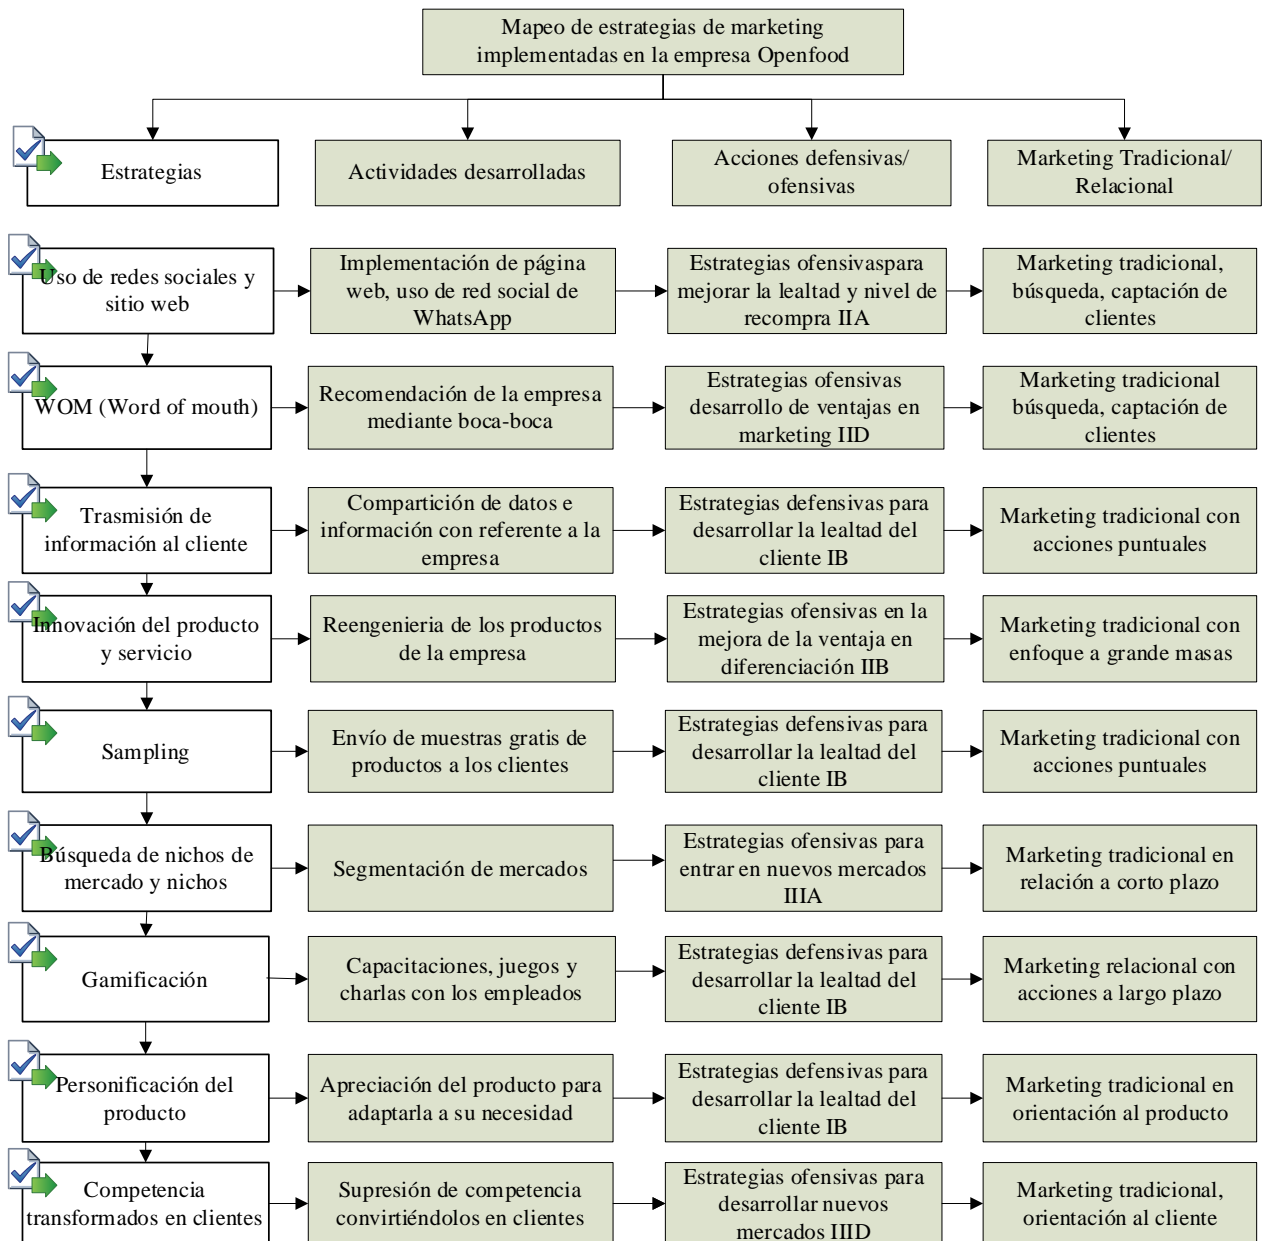 Mapeo de estrategias de marketing
implementadas en la empresa Openfood
Estrategias
Actividades desarrolladas
Acciones defensivas/
ofensivas
Marketing Tradicional/
Relacional
Uso de redes sociales y
sitio web
Implementación de página
web, uso de red social de
WhatsApp
Estrategias ofensivaspara
mejorar la lealtad y nivel de
recompra IIA
Marketing tradicional,
búsqueda, captación de
clientes
WOM (Word of mouth)
Recomendación de la empresa
mediante boca-boca
Estrategias ofensivas
desarrollo de ventajas en
marketing IID
Marketing tradicional
búsqueda, captación de
clientes
Trasmisión de
información al cliente
Compartición de datos e
información con referente a la
empresa
Estrategias defensivas para
desarrollar la lealtad del
cliente IB
Marketing tradicional con
acciones puntuales
Innovación del producto
y servicio
Reengenieria de los productos
de la empresa
Estrategias ofensivas en la
mejora de la ventaja en
diferenciación IIB
Marketing tradicional con
enfoque a grande masas
Sampling
Envío de muestras gratis de
productos a los clientes
Estrategias defensivas para
desarrollar la lealtad del
cliente IB
Marketing tradicional con
acciones puntuales
Búsqueda de nichos de
mercado y nichos
Segmentación de mercados
Estrategias ofensivas para
entrar en nuevos mercados
IIIA
Marketing tradicional en
relación a corto plazo
Gamificación
Capacitaciones, juegos y
charlas con los empleados
Estrategias defensivas para
desarrollar la lealtad del
cliente IB
Marketing relacional con
acciones a largo plazo
Personificación del
producto
Apreciación del producto para
adaptarla a su necesidad
Estrategias defensivas para
desarrollar la lealtad del
cliente IB
Marketing tradicional en
orientación al producto
Competencia
transformados en clientes
Supresión de competencia
convirtiéndolos en clientes
Estrategias ofensivas para
desarrollar nuevos
mercados IIID
Marketing tradicional,
orientación al cliente